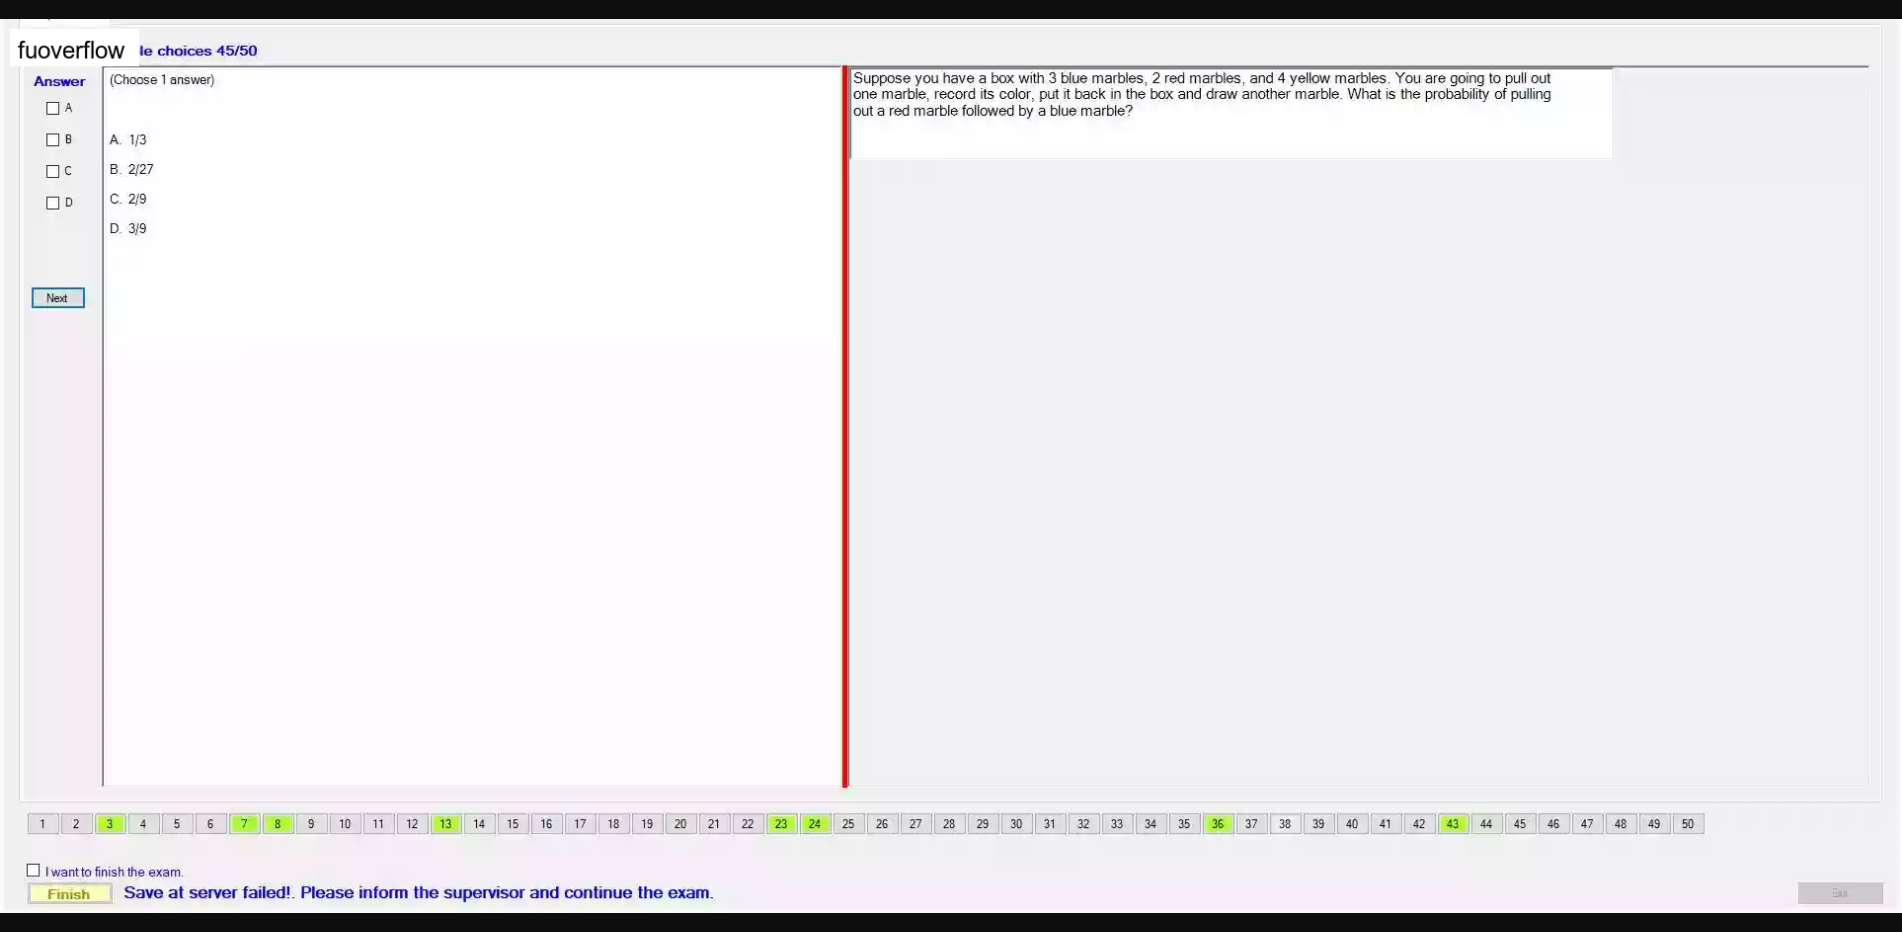 fuoverflow
le choices 45/50
Answer
(Choose 1 answer)
A
B
C
D
A. 1/3
B. 2/27
C. 2/9
D. 3/9
Next
Suppose you have a box with 3 blue marbles, 2 red marbles, and 4 yellow marbles. You are going to pull out
one marble, record its color, put it back in the box and draw another marble. What is the probability of pulling
out a red marble followed by a blue marble?
1 2 3 4 5 6 7 8 9 10 11 12 13 14 15 16 17 18 19 20 21 22 23 24 25 26 27 28 29 30 31 32 33 34 35 36 37 38 39 40 41 42 43 44 45 46 47 48 49 50
I want to finish the exam.
Finish Save at server failed!. Please inform the supervisor and continue the exam.